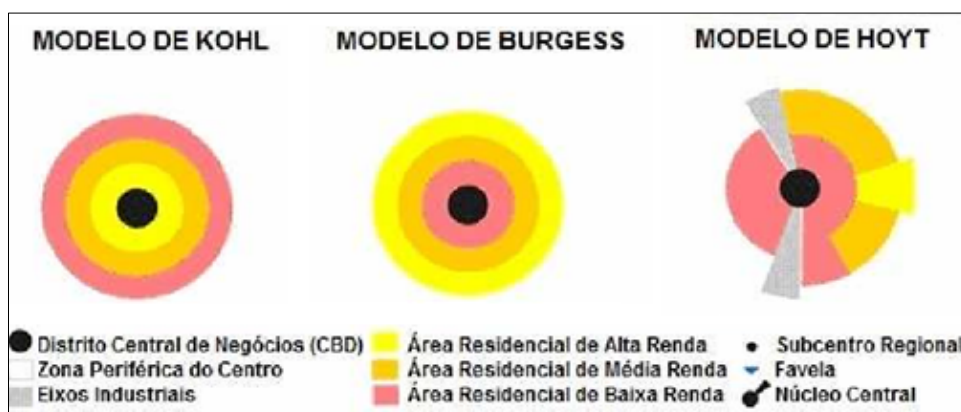 MODELO DE KOHL
MODELO DE BURGESS
MODELO DE HOYT
Distrito Central de Negócios (CBD)
Zona Periférica do Centro
Eixos Industriais
Área Residencial de Alta Renda
Área Residencial de Média Renda
Área Residencial de Baixa Renda
Subcentro Regional
Favela
Núcleo Central